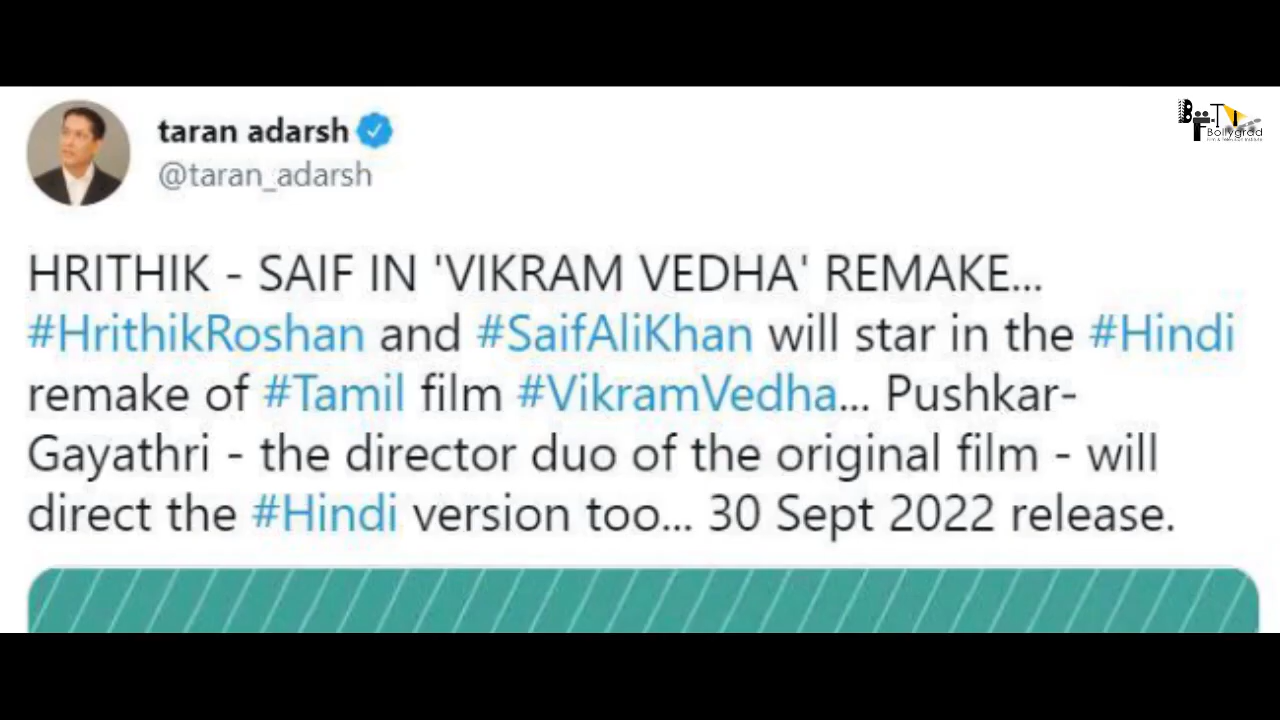 taran adarsh
@taran_adarsh
HRITHIK - SAIF IN 'VIKRAM VEDHA' REMAKE...
#HrithikRoshan and #SaifAliKhan will star in the #Hindi
remake of #Tamil film #VikramVedha... Pushkar-
Gayathri - the director duo of the original film - will
direct the #Hindi version too... 30 Sept 2022 release.
Bollygrad